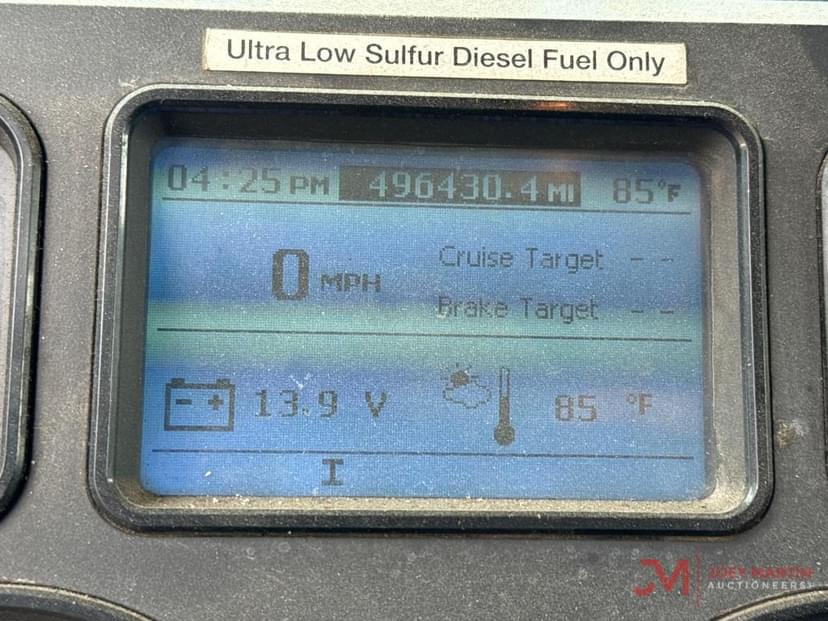 Ultra Low Sulfur Diesel Fuel Only
04:25 PM 496430.4 MI 85°F
0 MPH
Cruise Target - -
Brake Target - -
- + 13.9 V 85 °F
I
JM JOEY MARTIN
AUCTIONEERS